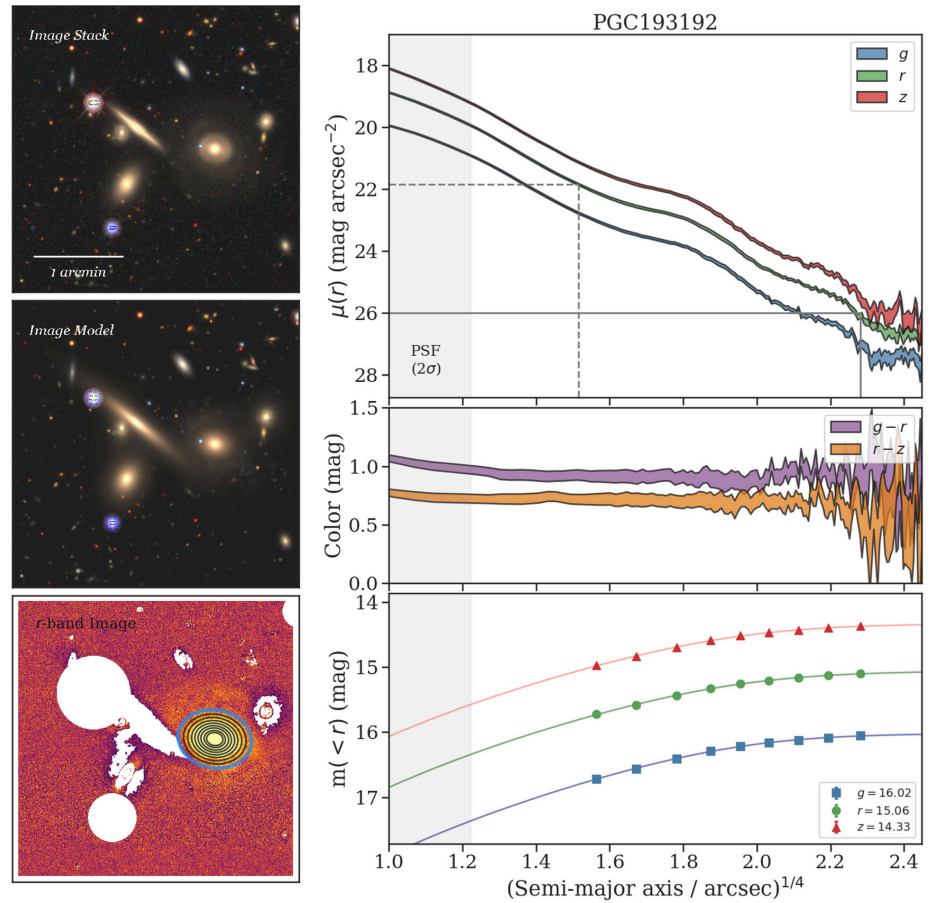 PGC193192
Image Stack
1 arcmin
Image Model
r-band Image
18
20
22
24
26
28
μ(r) (mag arcsec−2)
g
r
z
PSF
(2σ)
1.5
1.0
0.5
0.0
Color (mag)
g − r
r − z
14
15
16
17
m(< r) (mag)
g = 16.02
r = 15.06
z = 14.33
1.0 1.2 1.4 1.6 1.8 2.0 2.2 2.4
(Semi-major axis / arcsec)1/4